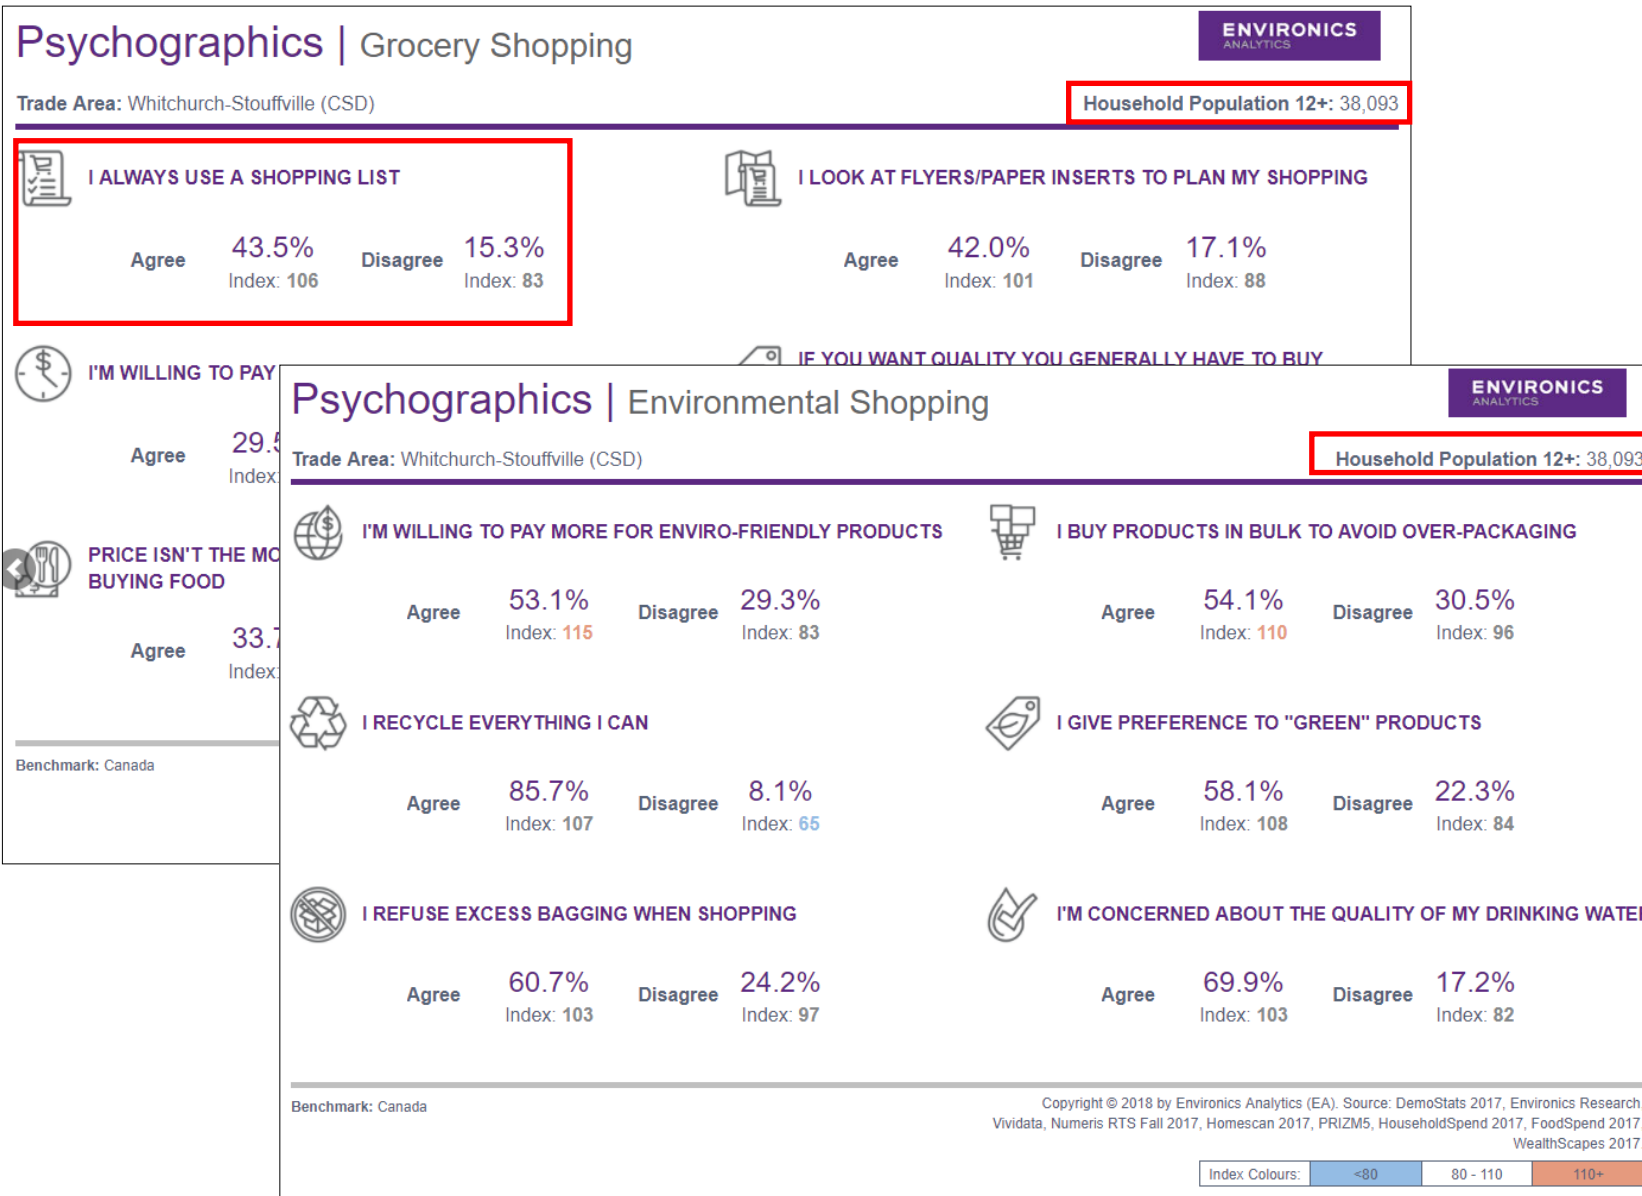 Psychographics | Grocery Shopping
ENVIRONICS
ANALYTICS
Trade Area: Whitchurch-Stouffville (CSD)
Household Population 12+: 38,093
I ALWAYS USE A SHOPPING LIST
Agree 43.5% Disagree 15.3%
Index: 106 Index: 83
I LOOK AT FLYERS/PAPER INSERTS TO PLAN MY SHOPPING
Agree 42.0% Disagree 17.1%
Index: 101 Index: 88
I'M WILLING TO PAY
Agree 29.5
Index:
IF YOU WANT QUALITY YOU GENERALLY HAVE TO BUY
PRICE ISN'T THE MO
BUYING FOOD
Agree 33.7
Index:
Benchmark: Canada
Psychographics | Environmental Shopping
ENVIRONICS
ANALYTICS
Trade Area: Whitchurch-Stouffville (CSD)
Household Population 12+: 38,093
I'M WILLING TO PAY MORE FOR ENVIRO-FRIENDLY PRODUCTS
Agree 53.1% Disagree 29.3%
Index: 115 Index: 83
I BUY PRODUCTS IN BULK TO AVOID OVER-PACKAGING
Agree 54.1% Disagree 30.5%
Index: 110 Index: 96
I RECYCLE EVERYTHING I CAN
Agree 85.7% Disagree 8.1%
Index: 107 Index: 65
I GIVE PREFERENCE TO "GREEN" PRODUCTS
Agree 58.1% Disagree 22.3%
Index: 108 Index: 84
I REFUSE EXCESS BAGGING WHEN SHOPPING
Agree 60.7% Disagree 24.2%
Index: 103 Index: 97
I'M CONCERNED ABOUT THE QUALITY OF MY DRINKING WATER
Agree 69.9% Disagree 17.2%
Index: 103 Index: 82
Benchmark: Canada
Copyright © 2018 by Environics Analytics (EA). Source: DemoStats 2017, Environics Research
Vividata, Numeris RTS Fall 2017, Homescan 2017, PRIZM5, HouseholdSpend 2017, FoodSpend 2017,
WealthScapes 2017
Index Colours: <80 80 - 110 110+